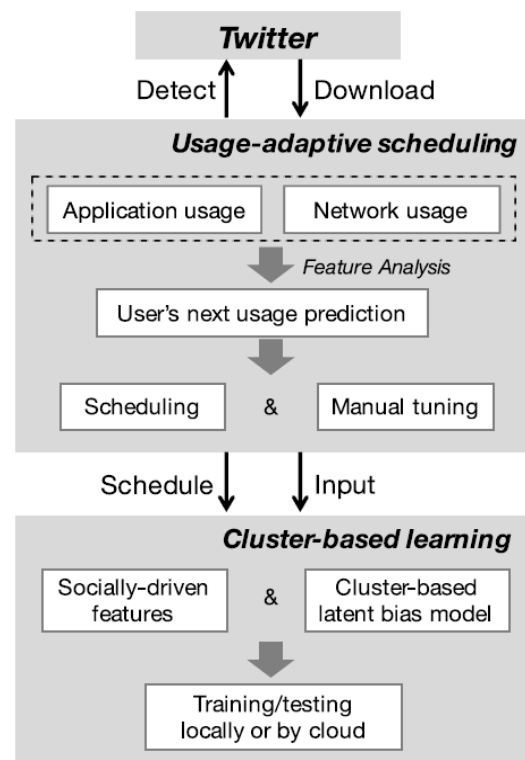 Twitter
Detect
Download
Usage-adaptive scheduling
Application usage
Network usage
Feature Analysis
User's next usage prediction
Scheduling
&
Manual tuning
Schedule
Input
Cluster-based learning
Socially-driven
features
&
Cluster-based
latent bias model
Training/testing
locally or by cloud